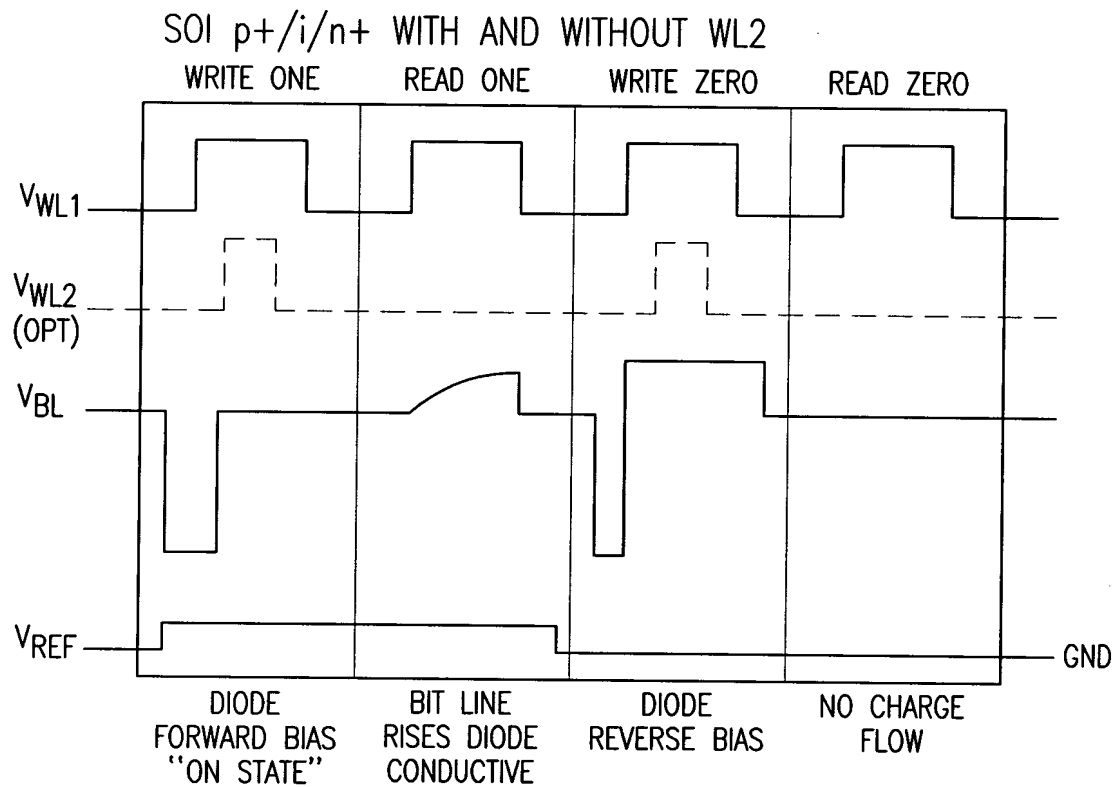 SOI p+/i/n+ WITH AND WITHOUT WL2
WRITE ONE
READ ONE
WRITE ZERO
READ ZERO
VWL1
VWL2
(OPT)
VBL
VREF
GND
DIODE
FORWARD BIAS
"ON STATE"
BIT LINE
RISES DIODE
CONDUCTIVE
DIODE
REVERSE BIAS
NO CHARGE
FLOW